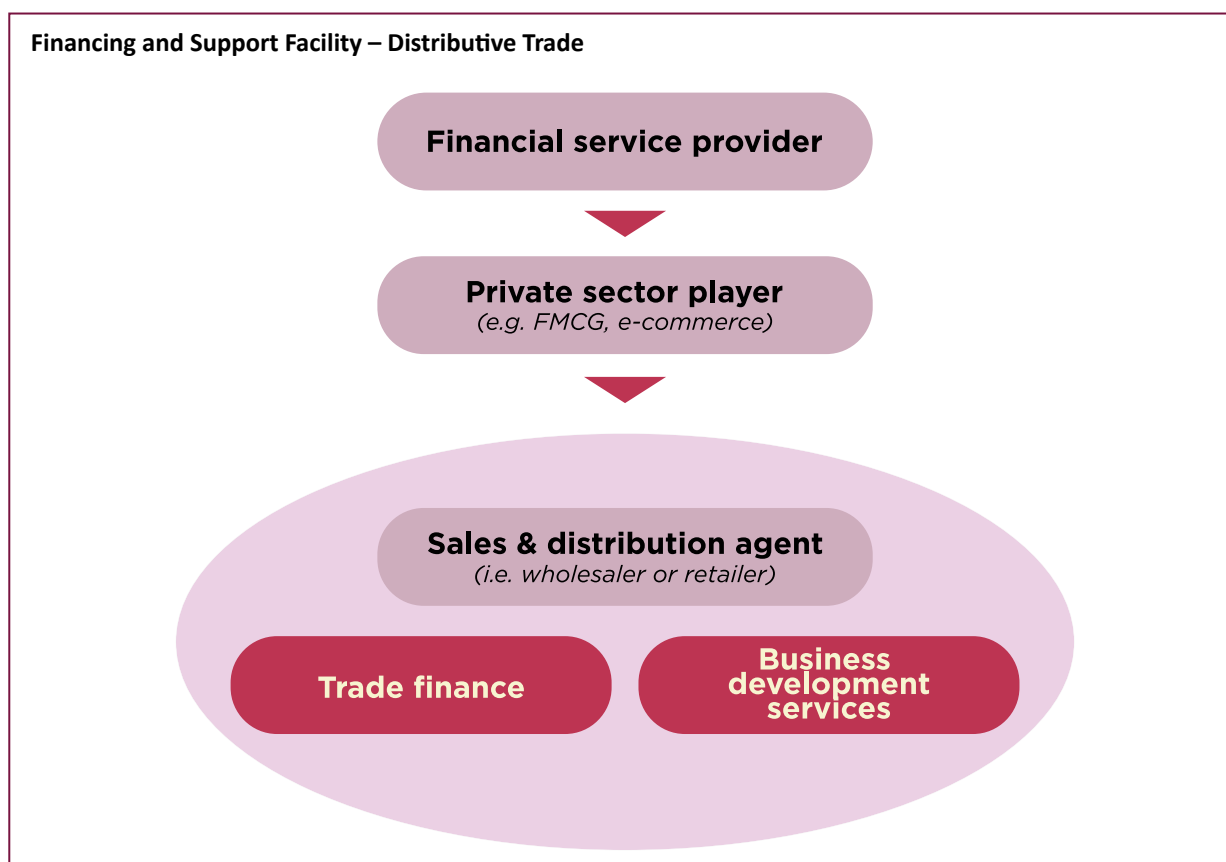 Financing and Support Facility – Distributive Trade
Financial service provider
Private sector player
(e.g. FMCG, e-commerce)
Sales & distribution agent
(i.e. wholesaler or retailer)
Trade finance
Business
development
services